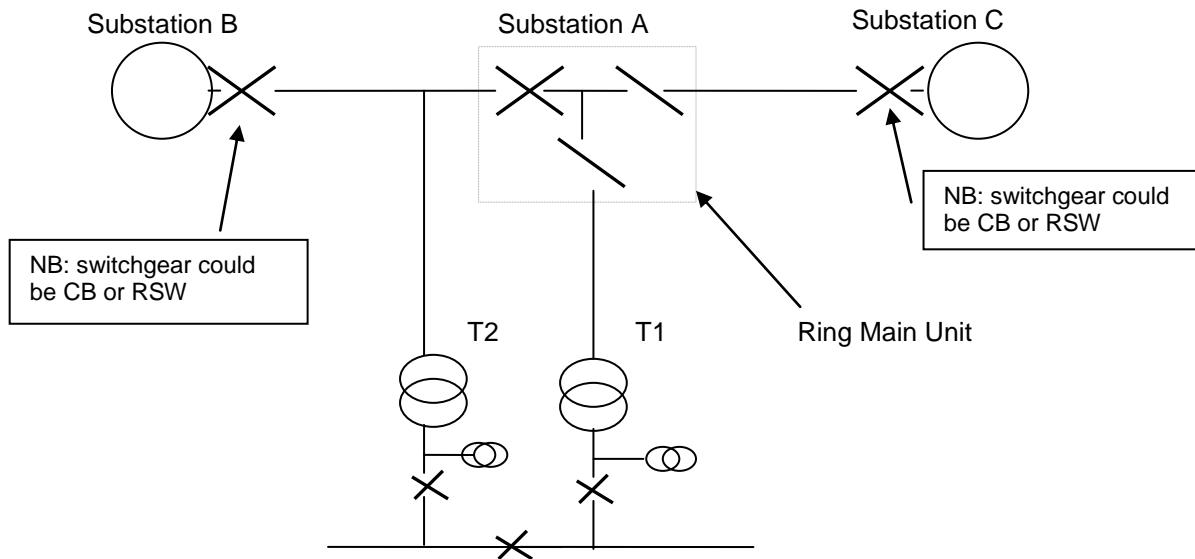 Substation B
Substation A
Substation C
NB: switchgear could
be CB or RSW
NB: switchgear could
be CB or RSW
T2
T1
Ring Main Unit